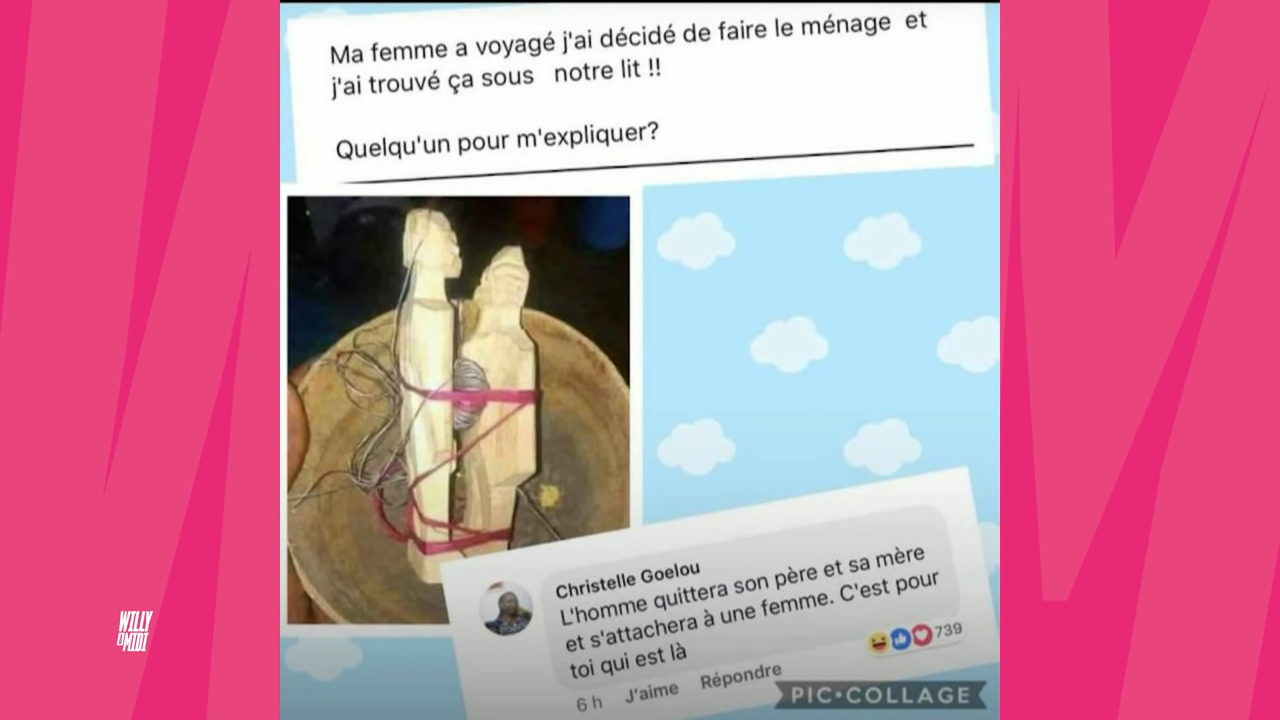 Ma femme a voyagé j'ai décidé de faire le ménage et
j'ai trouvé ça sous notre lit !!
Quelqu'un pour m'expliquer?
Christelle Goelou
L'homme quittera son père et sa mère
et s'attachera à une femme. C'est pour
toi qui est là
739
6 h J'aime Répondre
PIC•COLLAGE
WILLY
À MIDI